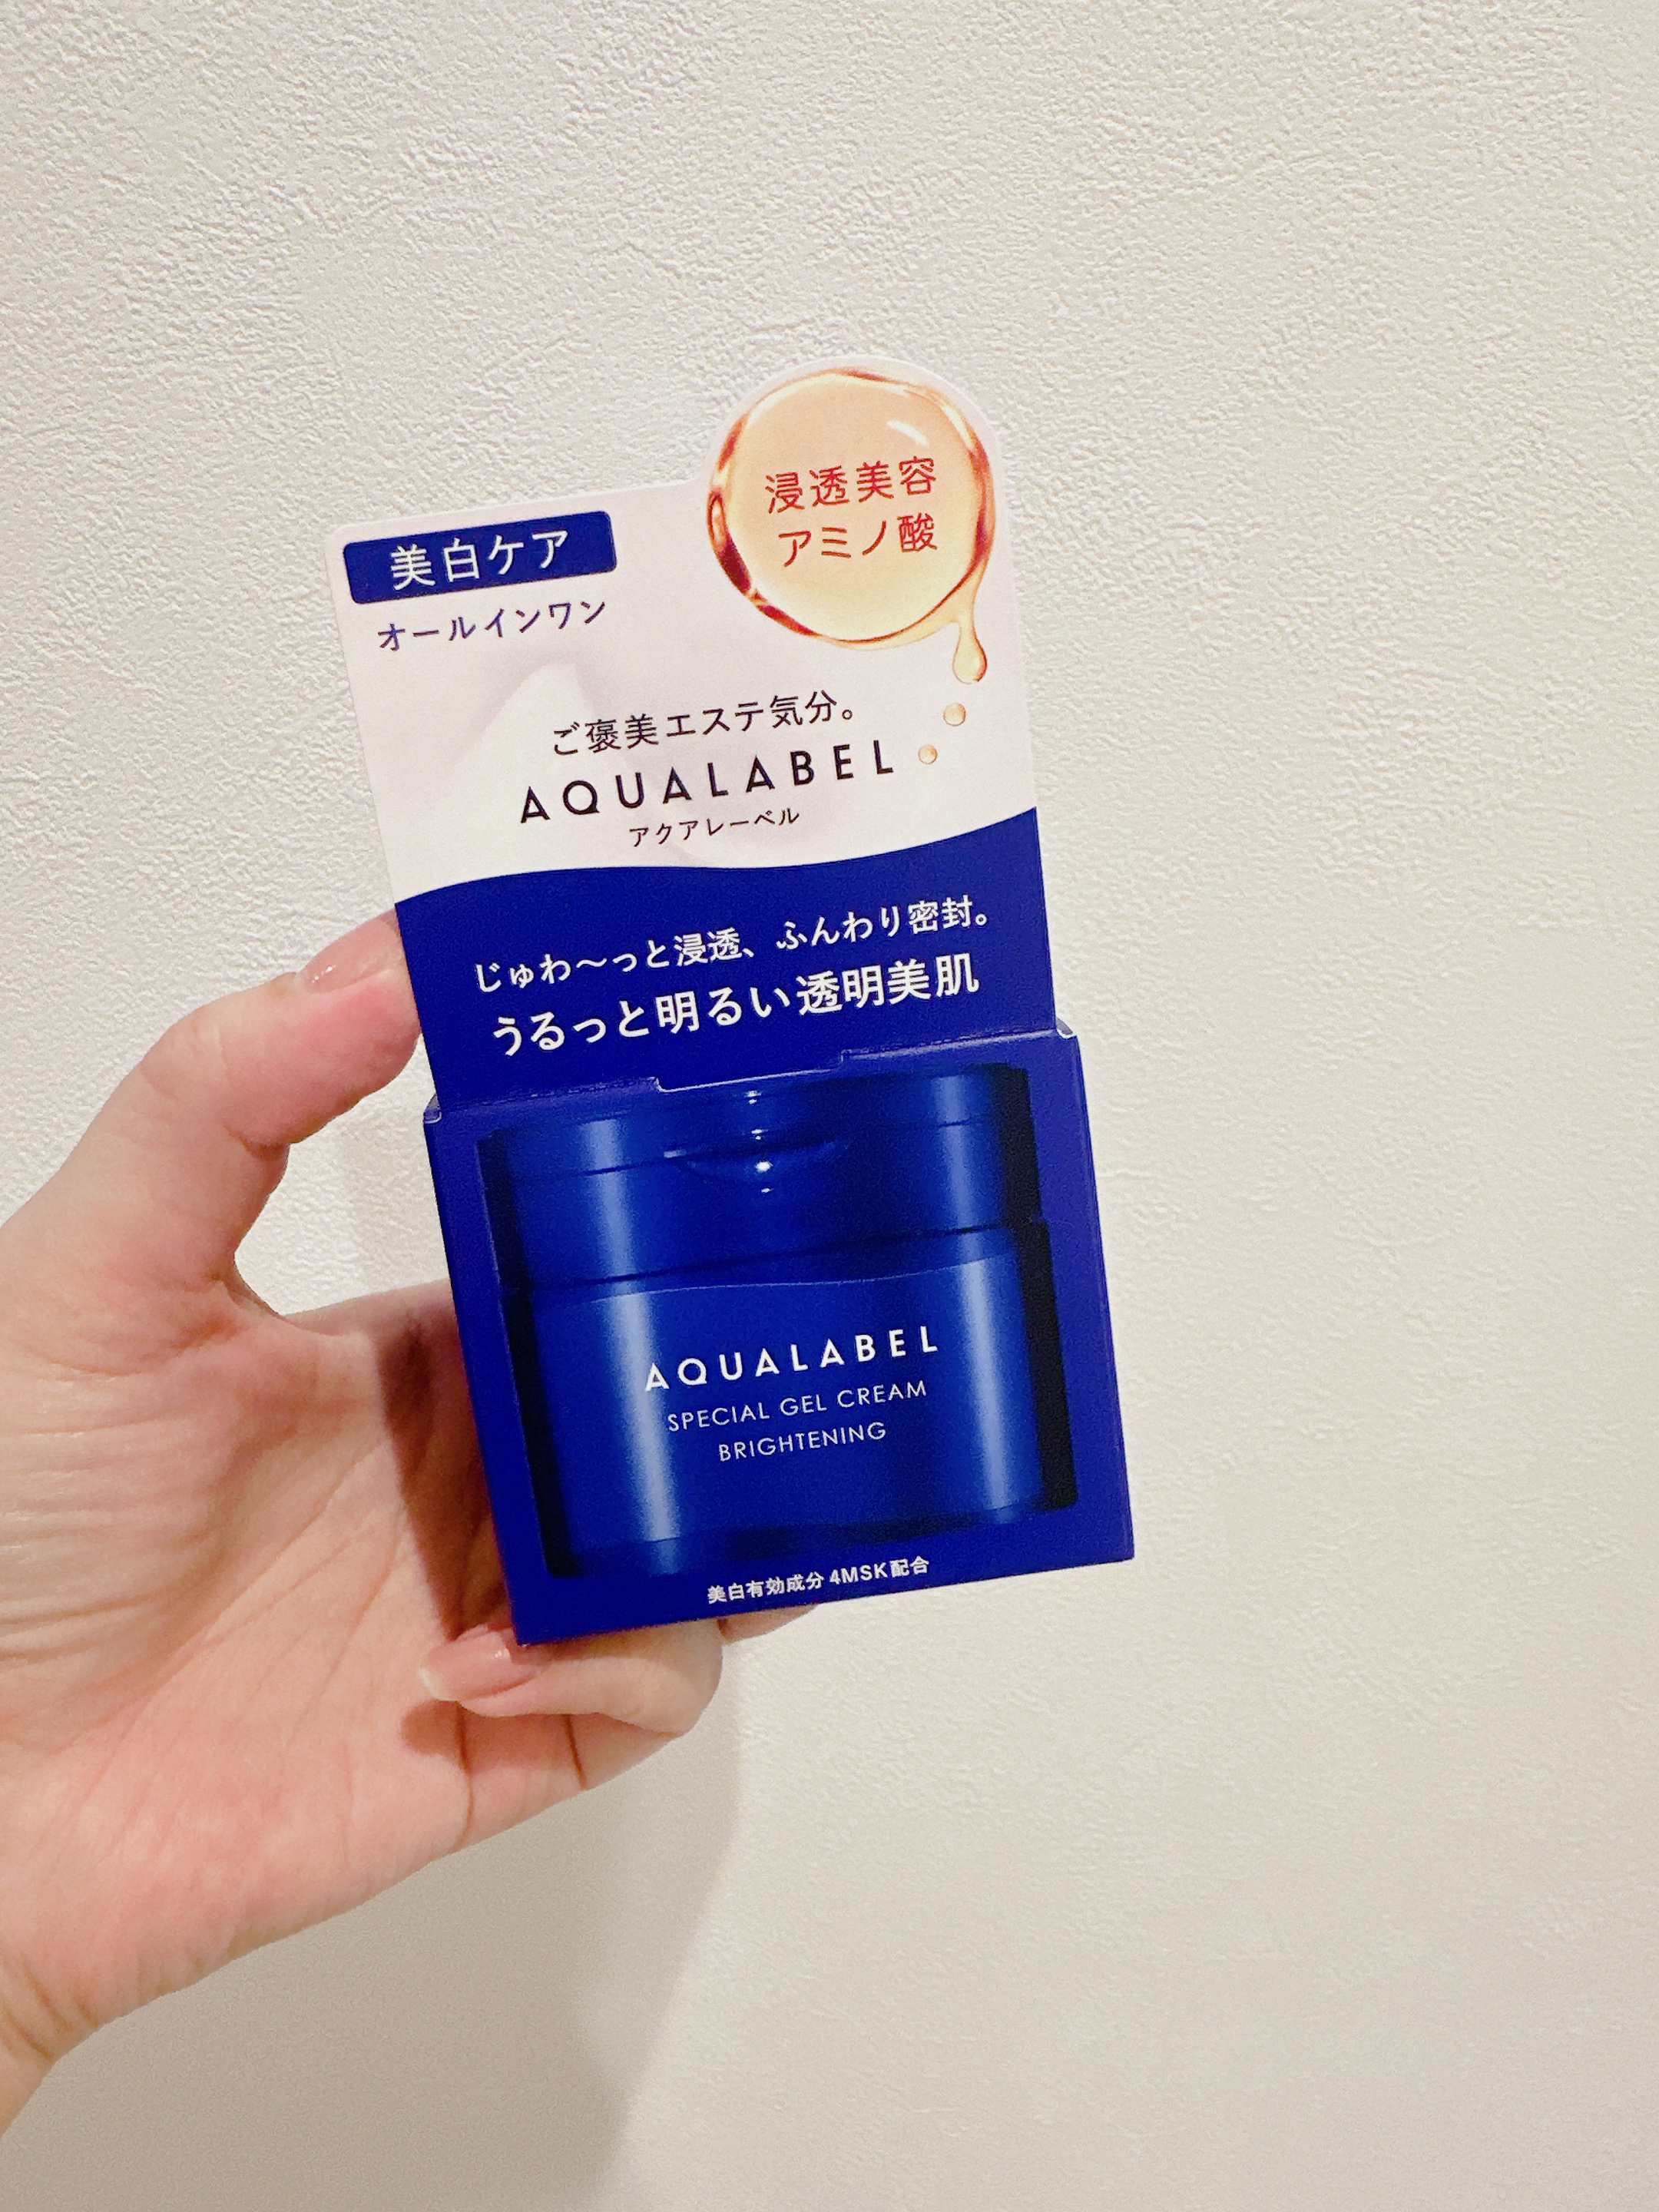 浸透美容
アミノ酸
美白ケア
オールインワン
ご褒美エステ気分。
AQUALABEL
アクアレーベル
じゅわ〜っと浸透、ふんわり密封。
うるっと明るい透明美肌
AQUALABEL
SPECIAL GEL CREAM
BRIGHTENING
美白有効成分4MSK配合